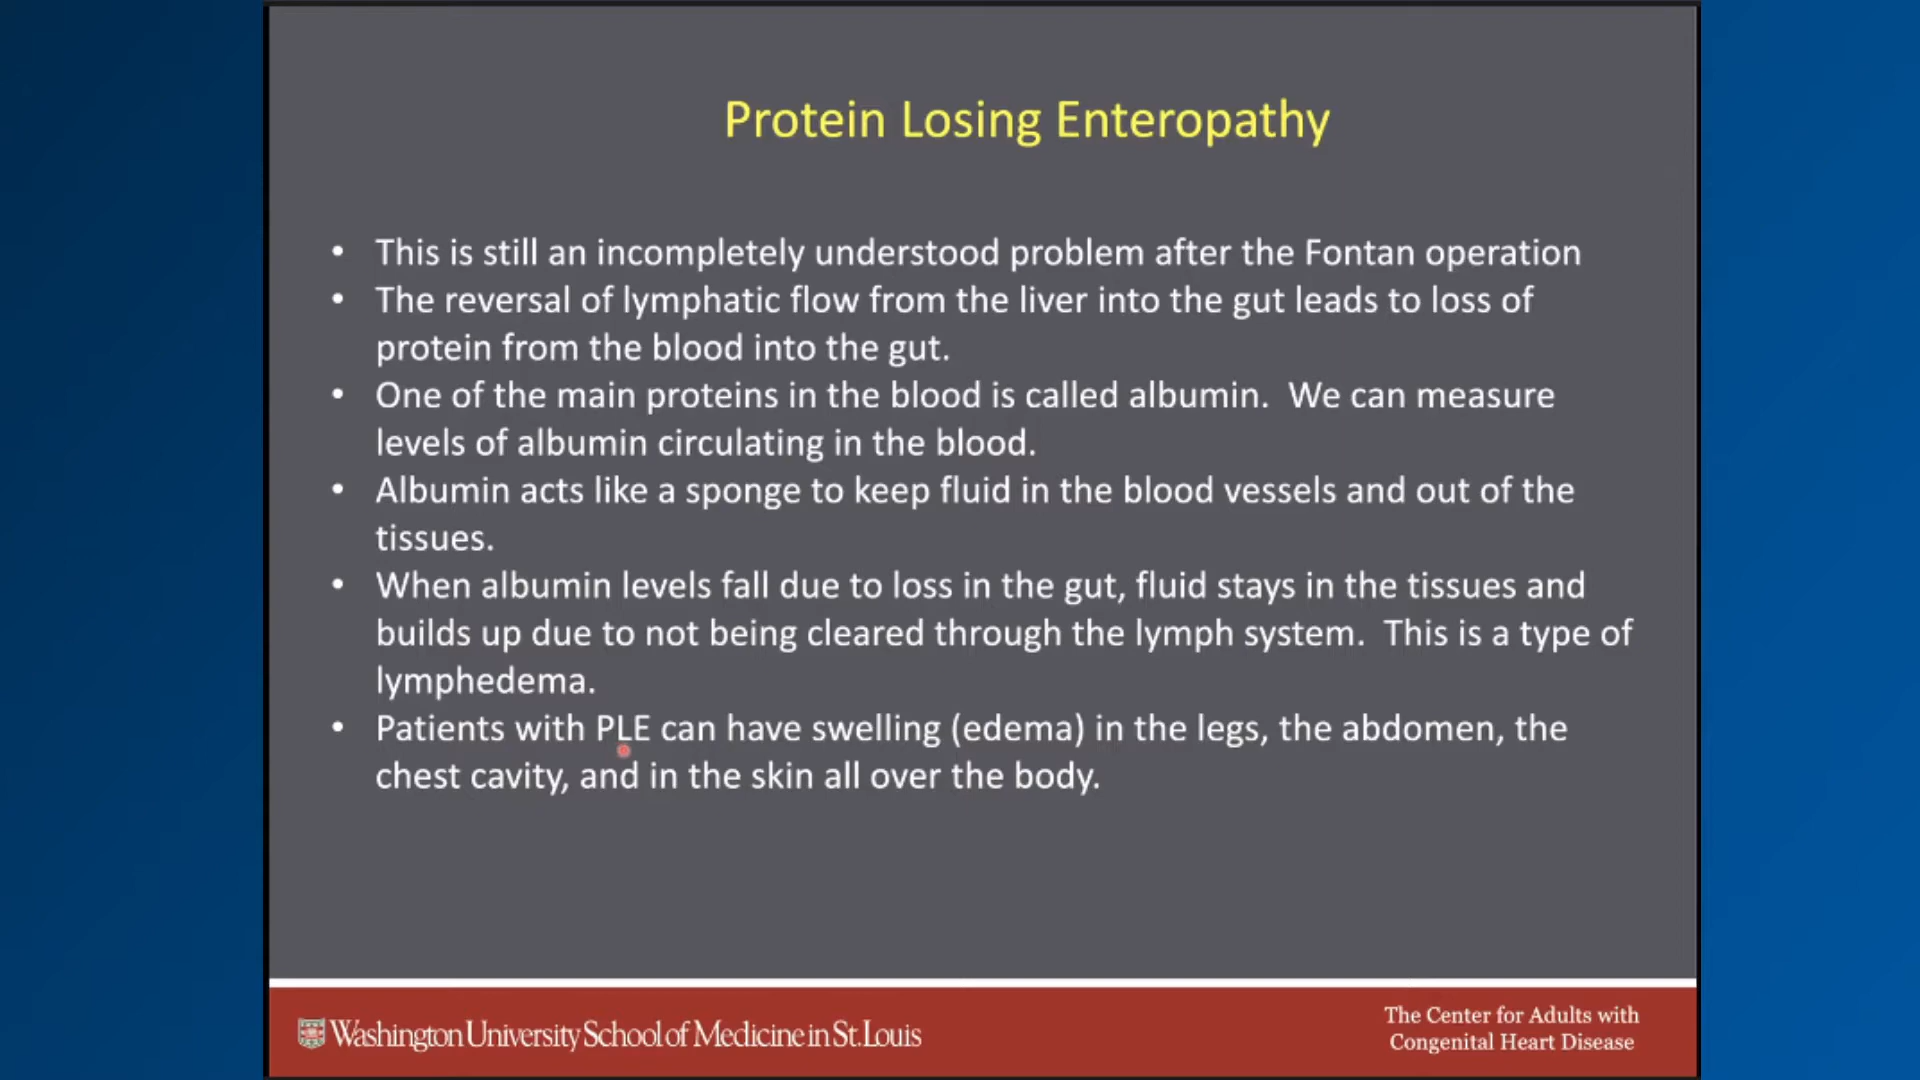 Protein Losing Enteropathy
• This is still an incompletely understood problem after the Fontan operation
• The reversal of lymphatic flow from the liver into the gut leads to loss of
protein from the blood into the gut.
• One of the main proteins in the blood is called albumin.  We can measure
levels of albumin circulating in the blood.
• Albumin acts like a sponge to keep fluid in the blood vessels and out of the
tissues.
• When albumin levels fall due to loss in the gut, fluid stays in the tissues and
builds up due to not being cleared through the lymph system.  This is a type of
lymphedema.
• Patients with PLE can have swelling (edema) in the legs, the abdomen, the
chest cavity, and in the skin all over the body.
Washington University School of Medicine in St. Louis
The Center for Adults with
Congenital Heart Disease